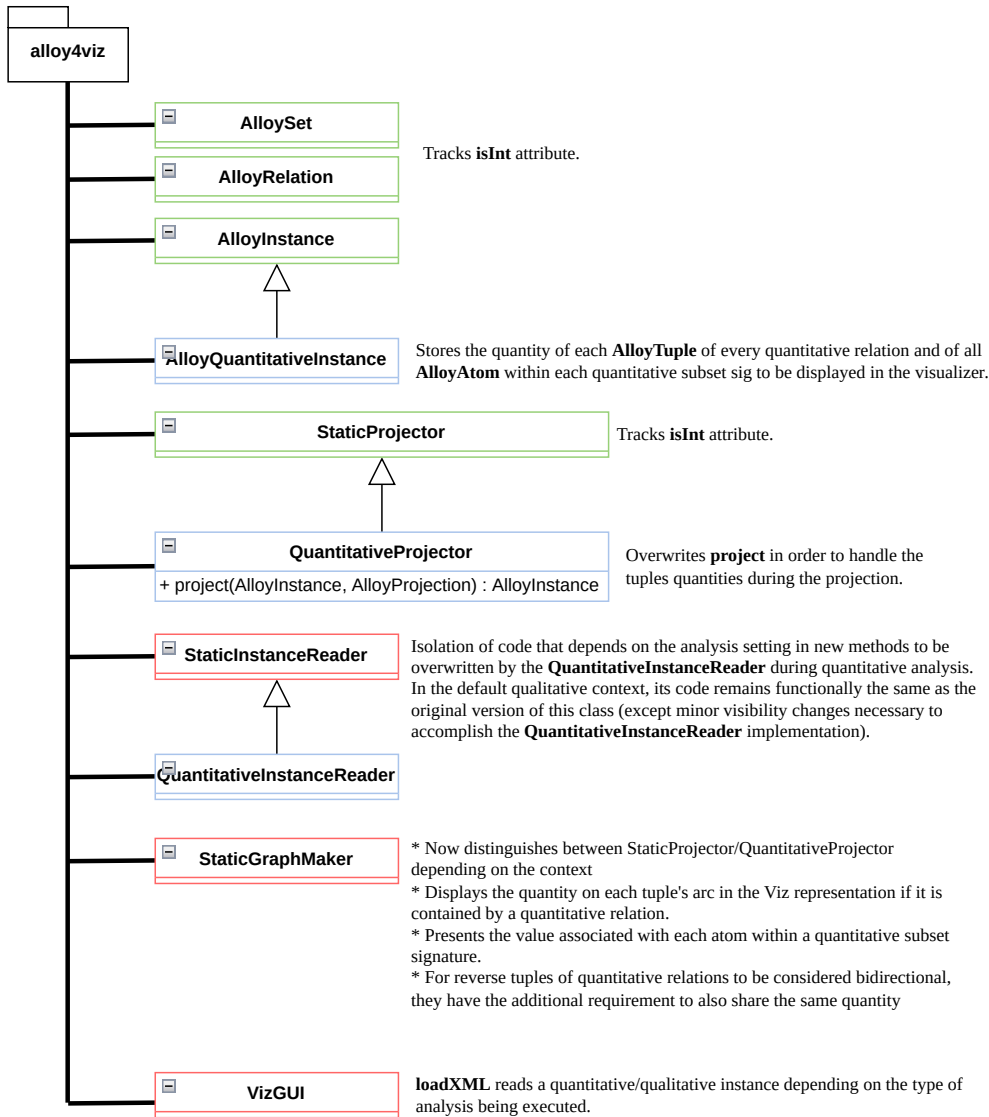 alloy4viz
AlloySet
Tracks isInt attribute.
AlloyRelation
AlloyInstance
AlloyQuantitativeInstance
Stores the quantity of each AlloyTuple of every quantitative relation and of all
AlloyAtom within each quantitative subset sig to be displayed in the visualizer.
StaticProjector
Tracks isInt attribute.
QuantitativeProjector
+ project(AlloyInstance, AlloyProjection) : AlloyInstance
Overwrites project in order to handle the
tuples quantities during the projection.
StaticInstanceReader
Isolation of code that depends on the analysis setting in new methods to be
overwritten by the QuantitativeInstanceReader during quantitative analysis.
In the default qualitative context, its code remains functionally the same as the
original version of this class (except minor visibility changes necessary to
accomplish the QuantitativeInstanceReader implementation).
QuantitativeInstanceReader
StaticGraphMaker
* Now distinguishes between StaticProjector/QuantitativeProjector
depending on the context
* Displays the quantity on each tuple's arc in the Viz representation if it is
contained by a quantitative relation.
* Presents the value associated with each atom within a quantitative subset
signature.
* For reverse tuples of quantitative relations to be considered bidirectional,
they have the additional requirement to also share the same quantity
VizGUI
loadXML reads a quantitative/qualitative instance depending on the type of
analysis being executed.